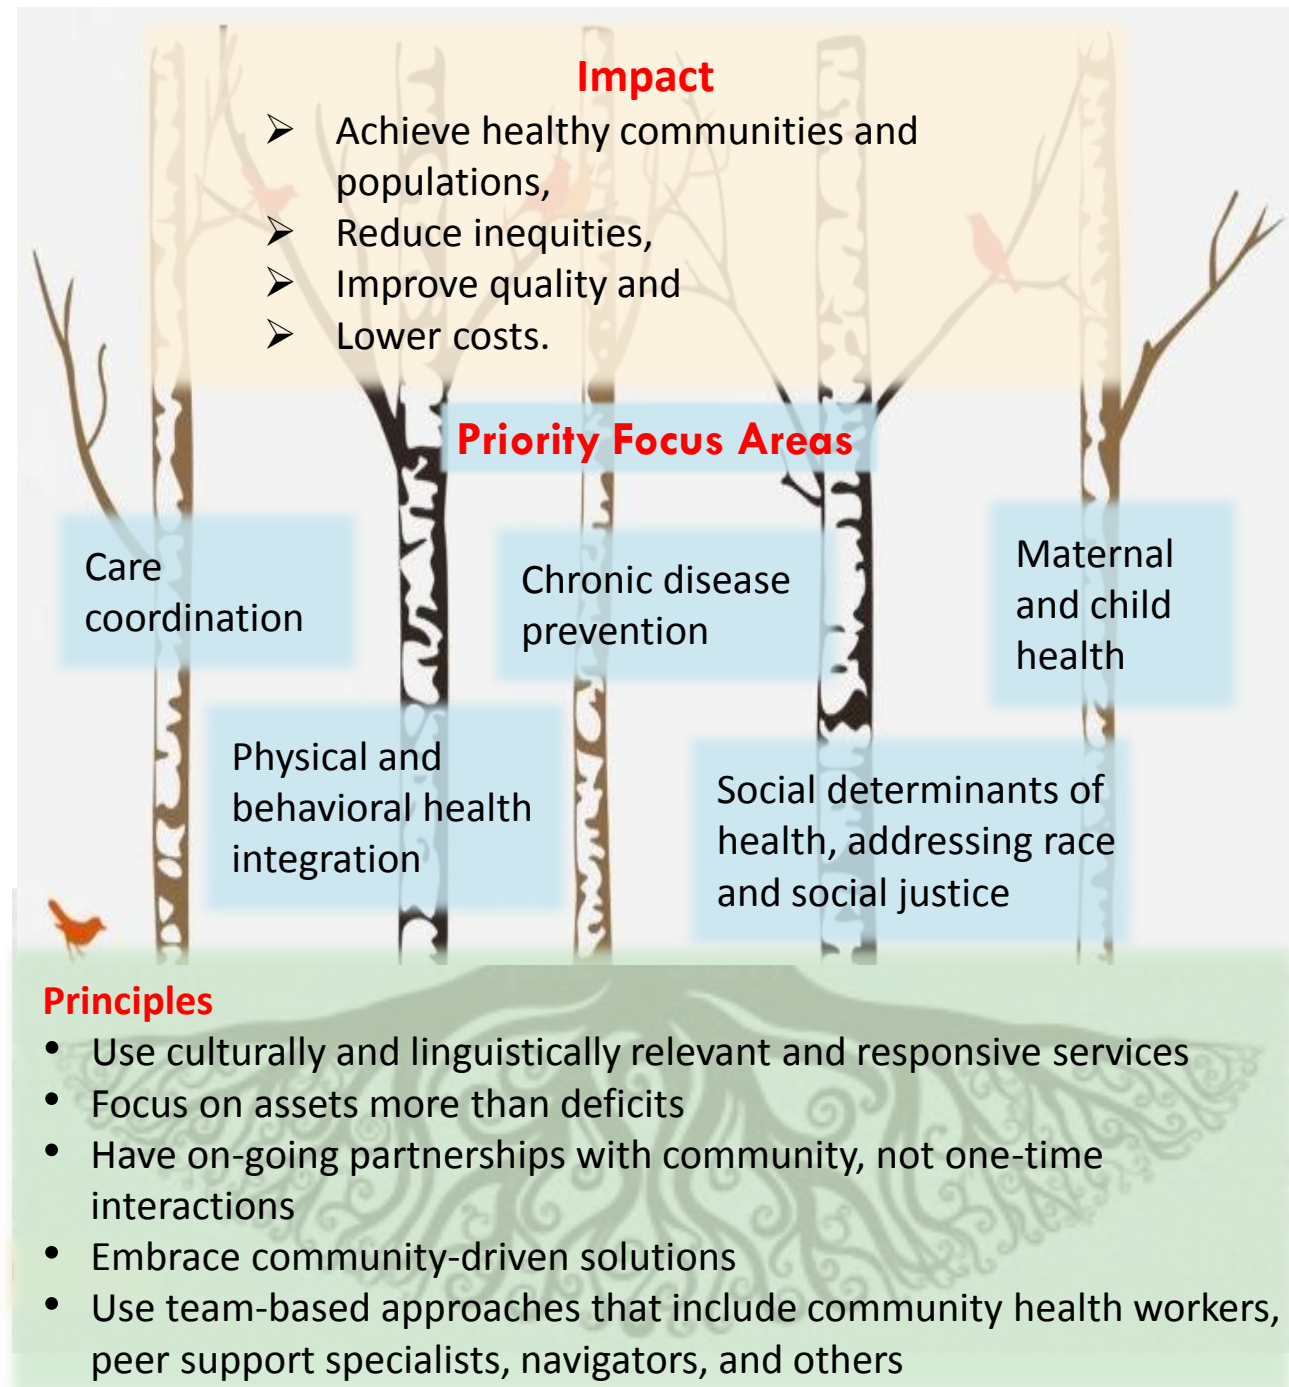 Impact
➢ Achieve healthy communities and
populations,
➢ Reduce inequities,
➢ Improve quality and
➢ Lower costs.
Priority Focus Areas
Care
coordination
Chronic disease
prevention
Maternal
and child
health
Physical and
behavioral health
integration
Social determinants of
health, addressing race
and social justice
Principles
• Use culturally and linguistically relevant and responsive services
• Focus on assets more than deficits
• Have on-going partnerships with community, not one-time
interactions
• Embrace community-driven solutions
• Use team-based approaches that include community health workers,
peer support specialists, navigators, and others